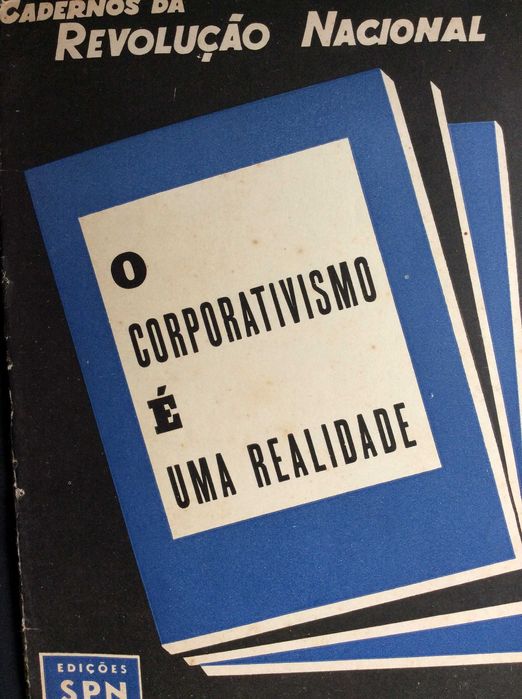 CADERNOS DA
REVOLUÇÃO NACIONAL
O
CORPORATIVISMO
É
UMA REALIDADE
EDIÇÕES
SPN